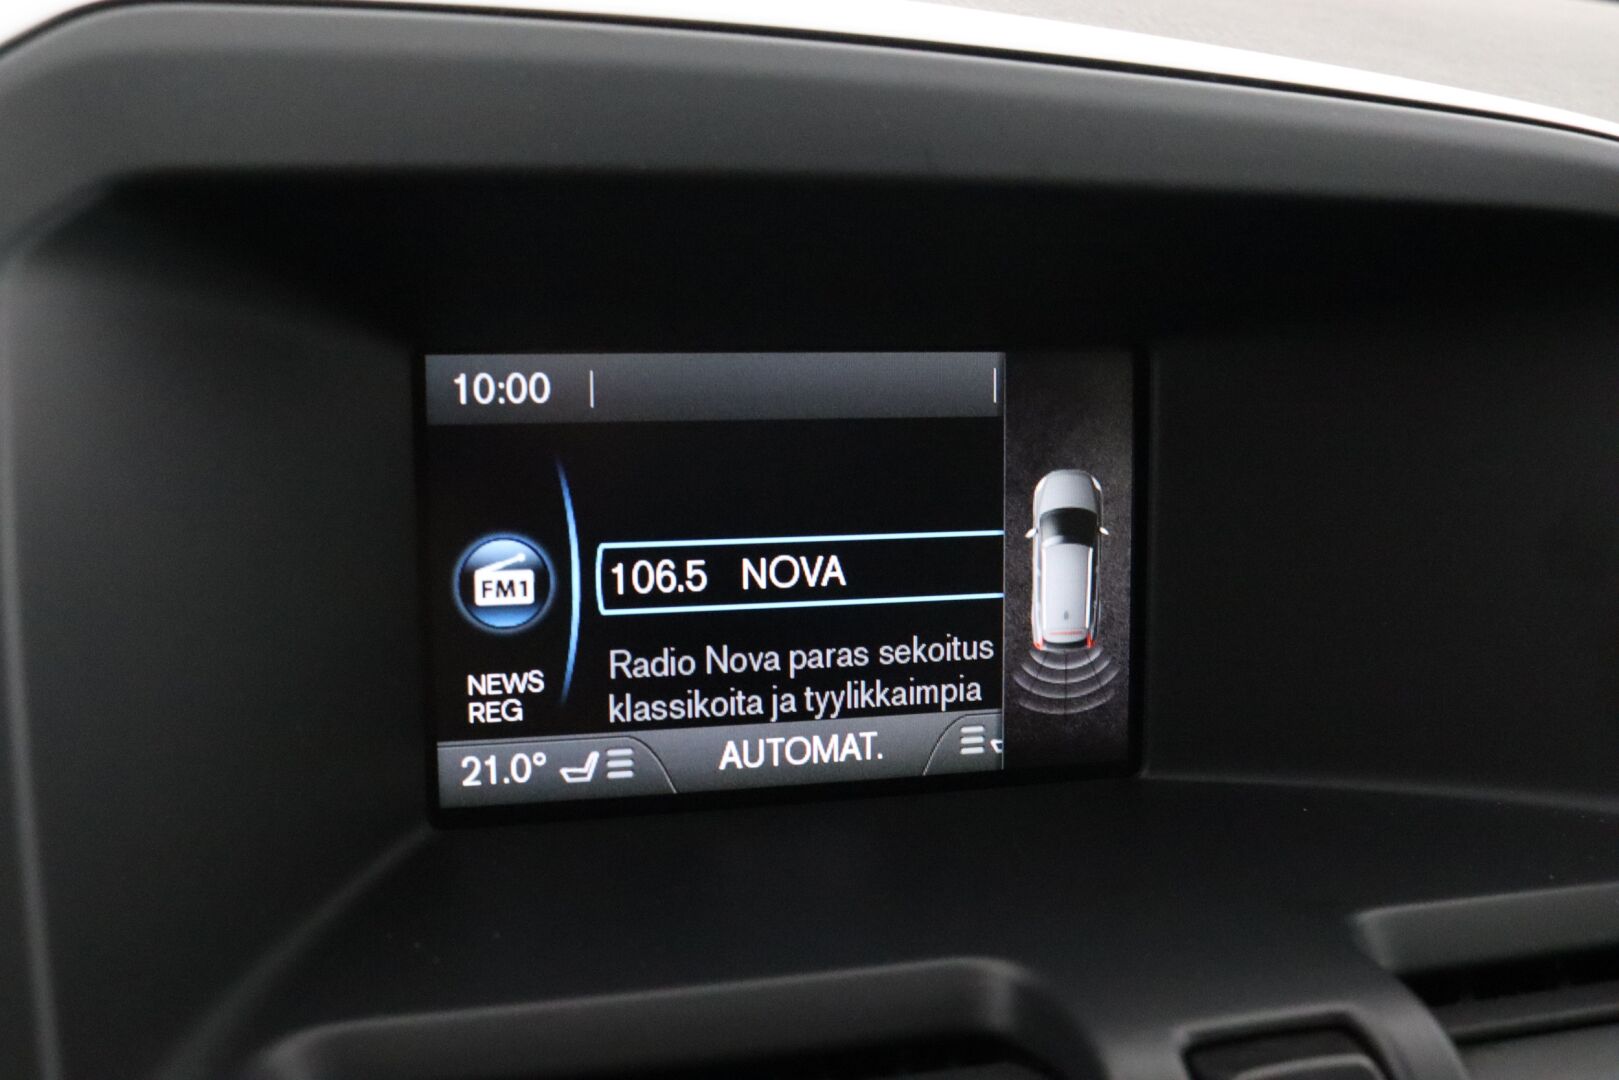 10:00
106.5 NOVA
FM1
Radio Nova paras sekoitus
klassikoita ja tyylikkaimpia
NEWS
REG
21.0° AUTOMAT.